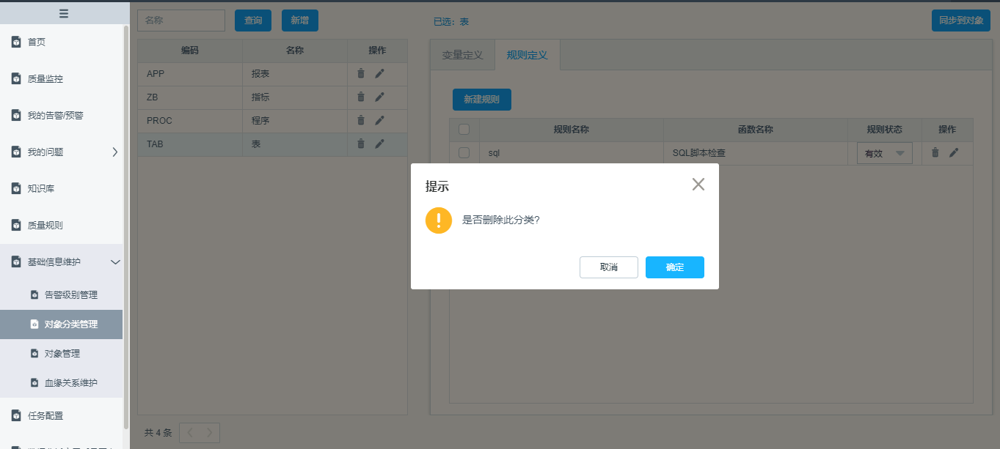 首页
质量监控
我的告警/预警
我的问题
知识库
质量规则
基础信息维护
告警级别管理
对象分类管理
对象管理
血缘关系维护
任务配置
名称 查询 新增
编码 名称 操作
APP 报表
ZB 指标
PROC 程序
TAB 表
共 4 条
已选：表 同步到对象
变量定义 规则定义
新建规则
规则名称 函数名称 规则状态 操作
sql SQL脚本检查 有效
提示
是否删除此分类?
取消 确定